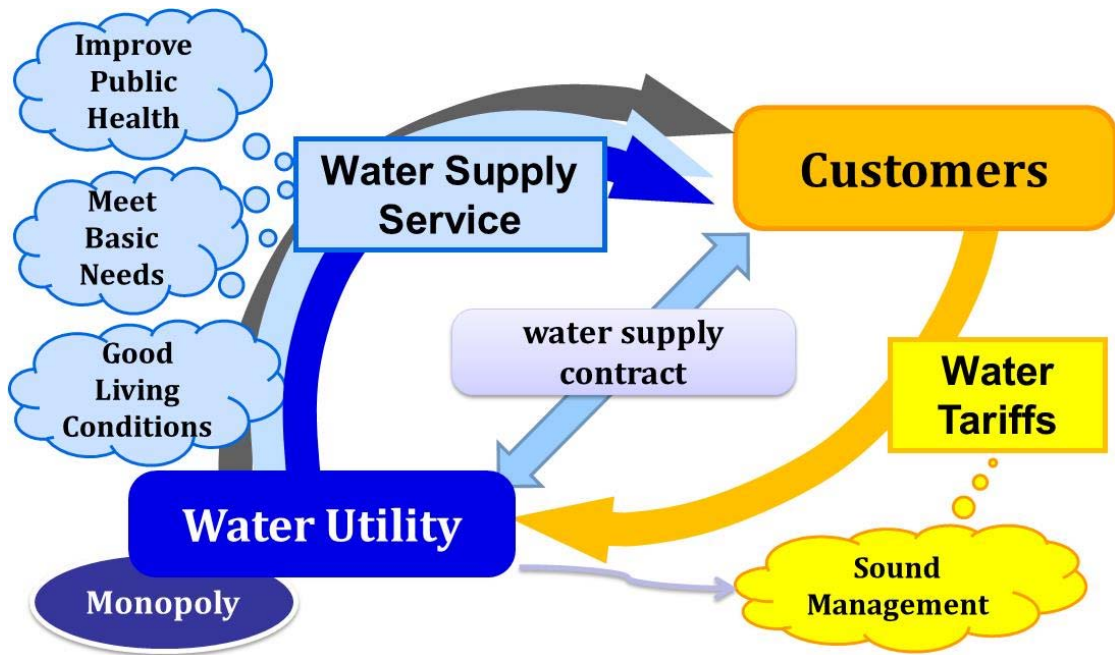 Improve
Public
Health
Meet
Basic
Needs
Good
Living
Conditions
Water Supply
Service
Customers
water supply
contract
Water
Tariffs
Water Utility
Monopoly
Sound
Management